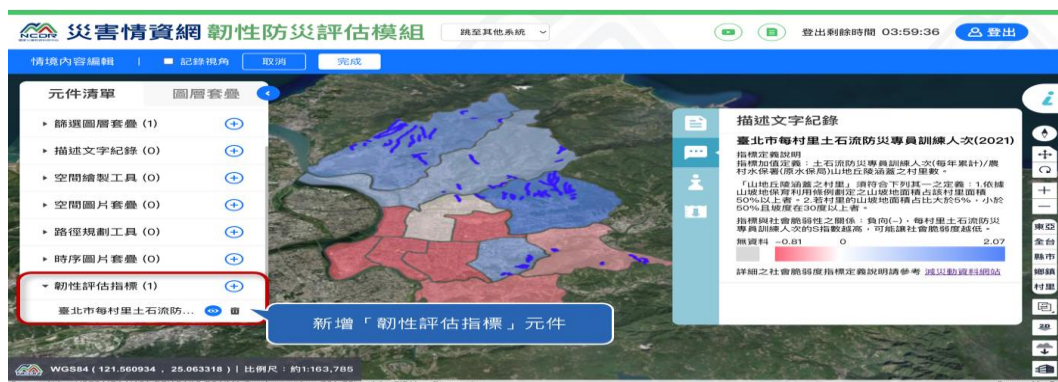 NCDR 災害情資網 韌性防災評估模組 跳至其他系統 登出剩餘時間 03:59:36 登出
情境內容編輯 | 記錄視角 取消 完成
元件清單 圖層套疊
篩選圖層套疊 (1)
描述文字紀錄 (0)
空間繪製工具 (0)
空間圖片套疊 (0)
路徑規劃工具 (0)
時序圖片套疊 (0)
韌性評估指標 (1)
臺北市每村里土石流防...
新增「韌性評估指標」元件
描述文字紀錄
臺北市每村里土石流防災專員訓練人次(2021)
指標定義說明
指標加值定義：土石流防災專員訓練人次(每年累計)/農
村水保署(原水保局)山地丘陵涵蓋之村里數。
「山地丘陵涵蓋之村里」須符合下列其一之定義：1.依據
山坡地保育利用條例劃定之山坡地面積占該村里面積
50%以上者。2.若村里的山坡地面積占比大於5%，小於
50%且坡度在30度以上者。
指標與社會脆弱性之關係：負向(–)，每村里土石流防災
專員訓練人次的S指數越高，可能讓社會脆弱度越低。
無資料 -0.81 0 2.07
詳細之社會脆弱度指標定義說明請參考 減災動資料網站
東亞
全台
縣市
鄉鎮
村里
2D
WGS84 ( 121.560934 , 25.063318 ) | 比例尺：約1:163,785